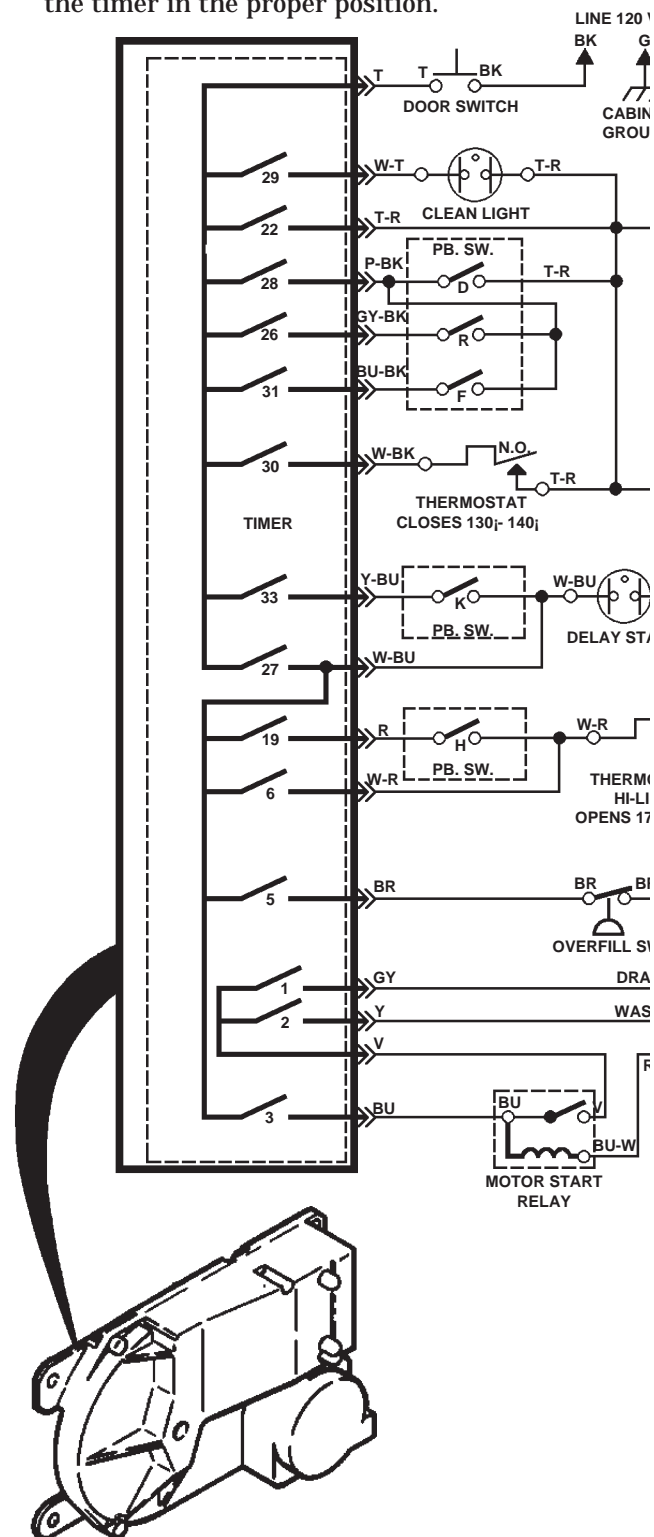 the timer in the proper position.
LINE 120 V
BK G
T T BK
DOOR SWITCH
CABIN
GROU
29 W-T T-R
CLEAN LIGHT
22 T-R
PB. SW.
28 P-BK D T-R
26 GY-BK R
31 BU-BK F
30 W-BK N.O.
T-R
THERMOSTAT
CLOSES 130¡- 140¡
TIMER
33 Y-BU K W-BU
PB. SW.
DELAY STA
27 W-BU
19 R H W-R
PB. SW.
6 W-R
THERMO
HI-LI
OPENS 17
5 BR BR BR
OVERFILL SW
1 GY DRA
2 Y WAS
V
R
3 BU BU V
BU-W
MOTOR START
RELAY